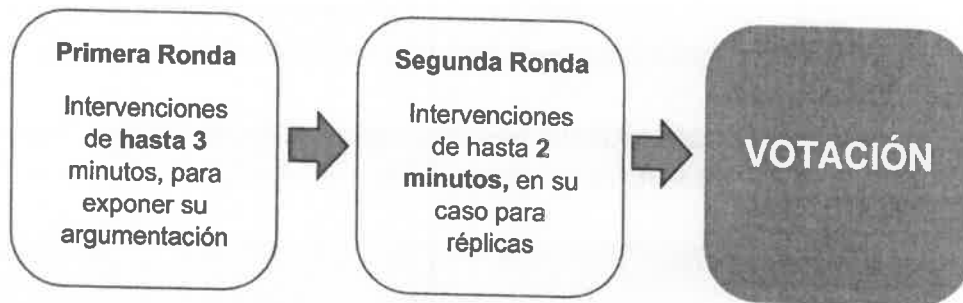 Primera Ronda
Intervenciones
de hasta 3
minutos, para
exponer su
argumentación
Segunda Ronda
Intervenciones
de hasta 2
minutos, en su
caso para
réplicas
VOTACIÓN